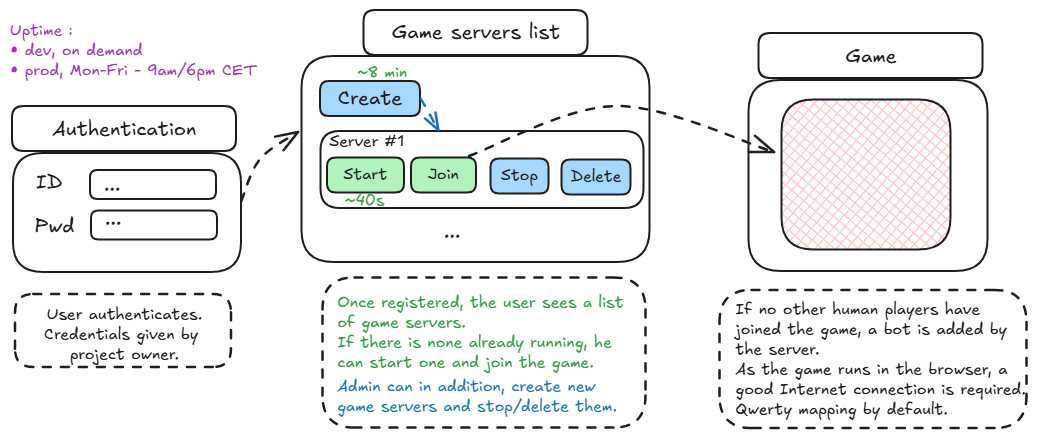 Uptime :
• dev, on demand
• prod, Mon-Fri - 9am/6pm CET
Authentication
ID
...
Pwd
...
User authenticates.
Credentials given by
project owner.
Game servers list
~8 min
Create
Server #1
Start
Join
Stop
Delete
~40s
...
Once registered, the user sees a list
of game servers.
If there is none already running, he
can start one and join the game.
Admin can in addition, create new
game servers and stop/delete them.
Game
If no other human players have
joined the game, a bot is added by
the server.
As the game runs in the browser, a
good Internet connection is required.
Qwerty mapping by default.